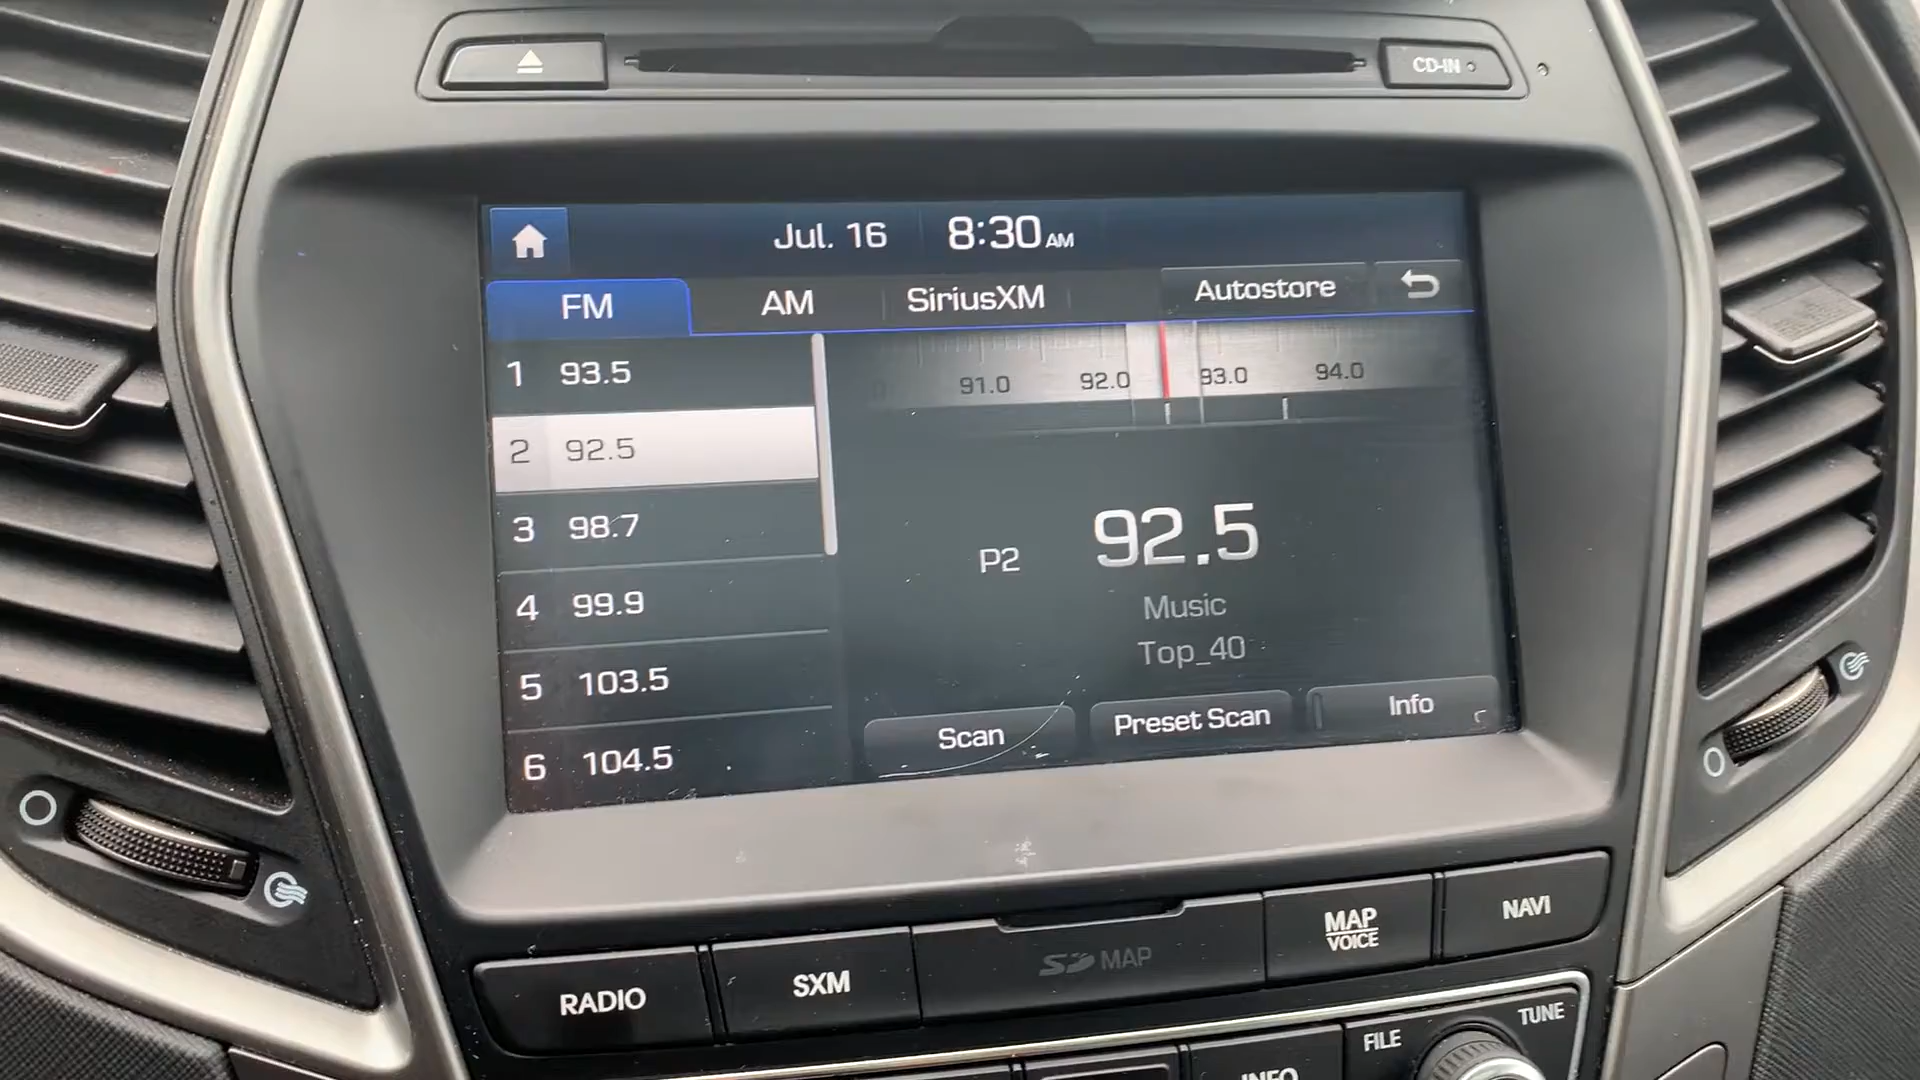 CD-IN
Jul. 16 8:30 AM
FM AM SiriusXM Autostore
91.0 92.0 93.0 94.0
1 93.5
2 92.5
3 98.7
4 99.9
5 103.5
6 104.5
P2 92.5
Music
Top_40
Scan Preset Scan Info
RADIO SXM SD MAP MAP VOICE NAVI
FILE TUNE
INFO